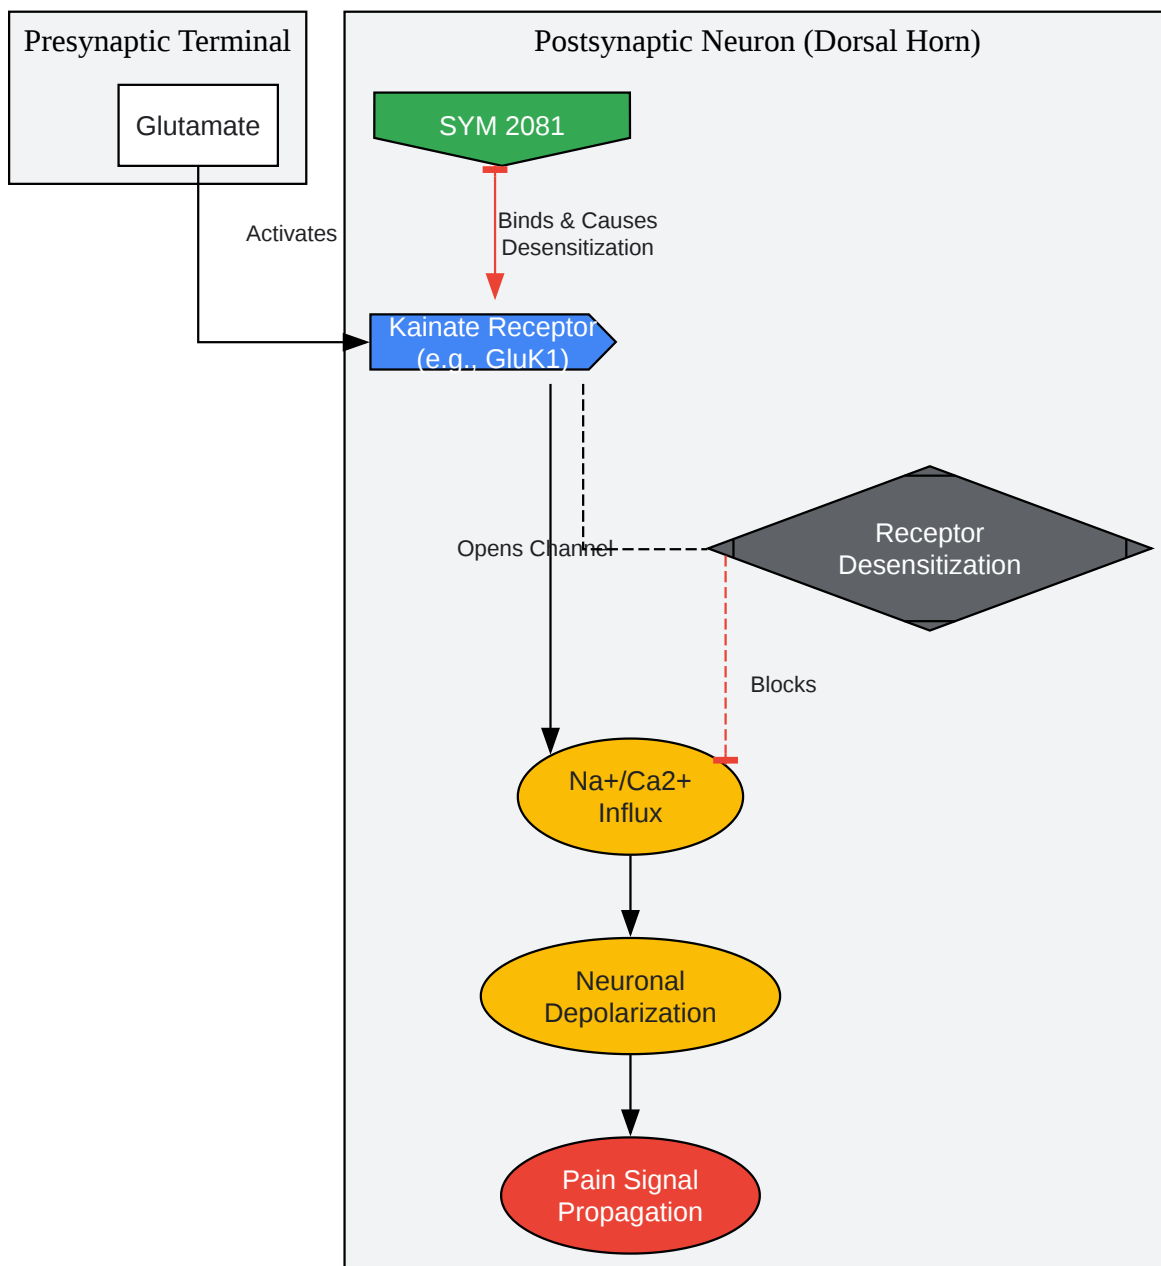 Presynaptic Terminal
Postsynaptic Neuron (Dorsal Horn)
Glutamate
SYM 2081
Activates
Binds & Causes
Desensitization
Kainate Receptor
(e.g., GluK1)
Opens Channel
Receptor
Desensitization
Blocks
Na+/Ca2+
Influx
Neuronal
Depolarization
Pain Signal
Propagation